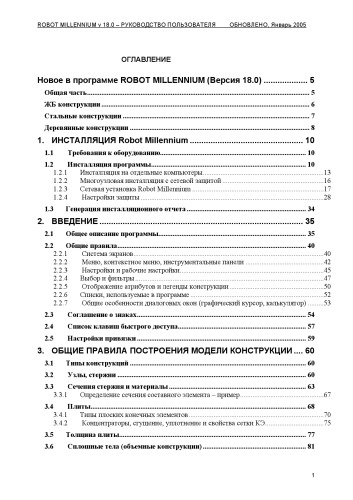 ROBOT MILLENNIUM v 18.0 – РУКОВОДСТВО ПОЛЬЗОВАТЕЛЯ ОБНОВЛЕНО, Январь 2005
ОГЛАВЛЕНИЕ
Новое в программе ROBOT MILLENNIUM (Версия 18.0) ................... 5
Общая часть ................... 5
ЖБ конструкции ................... 6
Стальные конструкции ................... 7
Деревянные конструкции ................... 8
1. ИНСТАЛЛЯЦИЯ Robot Millennium ................... 10
1.1 Требования к оборудованию ................... 10
1.2 Инсталляция программы ................... 10
1.2.1 Инсталляция на отдельные компьютеры ................... 13
1.2.2 Многоузловая инсталляция с сетевой защитой ................... 16
1.2.3 Сетевая установка Robot Millennium ................... 17
1.2.4 Настройки защиты ................... 28
1.3 Генерация инсталляционного отчета ................... 34
2. ВВЕДЕНИЕ ................... 35
2.1 Общее описание программы ................... 35
2.2 Общие правила ................... 40
2.2.1 Система экранов ................... 40
2.2.2 Меню, контекстное меню, инструментальные панели ................... 42
2.2.3 Настройки и рабочие настройки ................... 45
2.2.4 Выбор и фильтры ................... 47
2.2.5 Отображение атрибутов и легенды конструкции ................... 50
2.2.6 Списки, используемые в программе ................... 52
2.2.7 Общие особенности диалоговых окон (графический курсор, калькулятор) ....... 53
2.3 Соглашение о знаках ................... 54
2.4 Список клавиш быстрого доступа ................... 57
2.5 Настройки привязки ................... 59
3. ОБЩИЕ ПРАВИЛА ПОСТРОЕНИЯ МОДЕЛИ КОНСТРУКЦИИ .... 60
3.1 Типы конструкций ................... 60
3.2 Узлы, стержни ................... 60
3.3 Сечения стержня и материалы ................... 63
3.3.1 Определение сечения составного элемента – пример ................... 67
3.4 Плиты ................... 68
3.4.1 Типы плоских конечных элементов ................... 70
3.4.2 Концентраторы, сгущение, уплотнение и свойства сетки КЭ ................... 75
3.5 Толщина плиты ................... 77
3.6 Сплошные тела (объемные конструкции) ................... 81
1